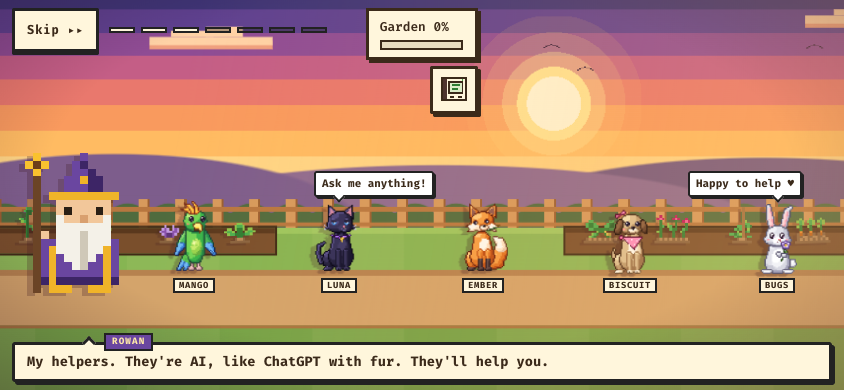 Skip ▸▸
Garden 0%
Ask me anything!
Happy to help ♥
MANGO
LUNA
EMBER
BISCUIT
BUGS
ROWAN
My helpers. They're AI, like ChatGPT with fur. They'll help you.